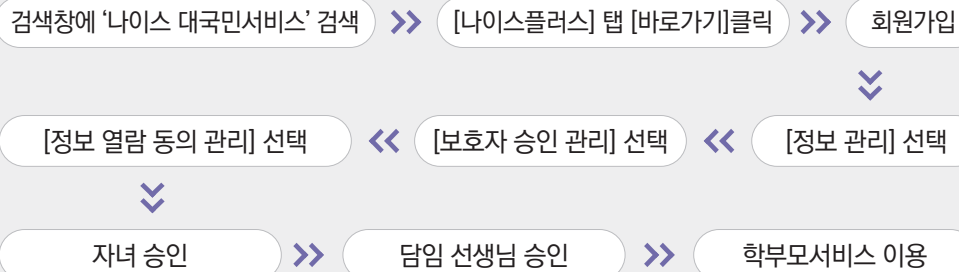 검색창에 ‘나이스 대국민서비스’ 검색
[나이스플러스] 탭 [바로가기]클릭
회원가입
[정보 관리] 선택
[보호자 승인 관리] 선택
[정보 열람 동의 관리] 선택
자녀 승인
담임 선생님 승인
학부모서비스 이용